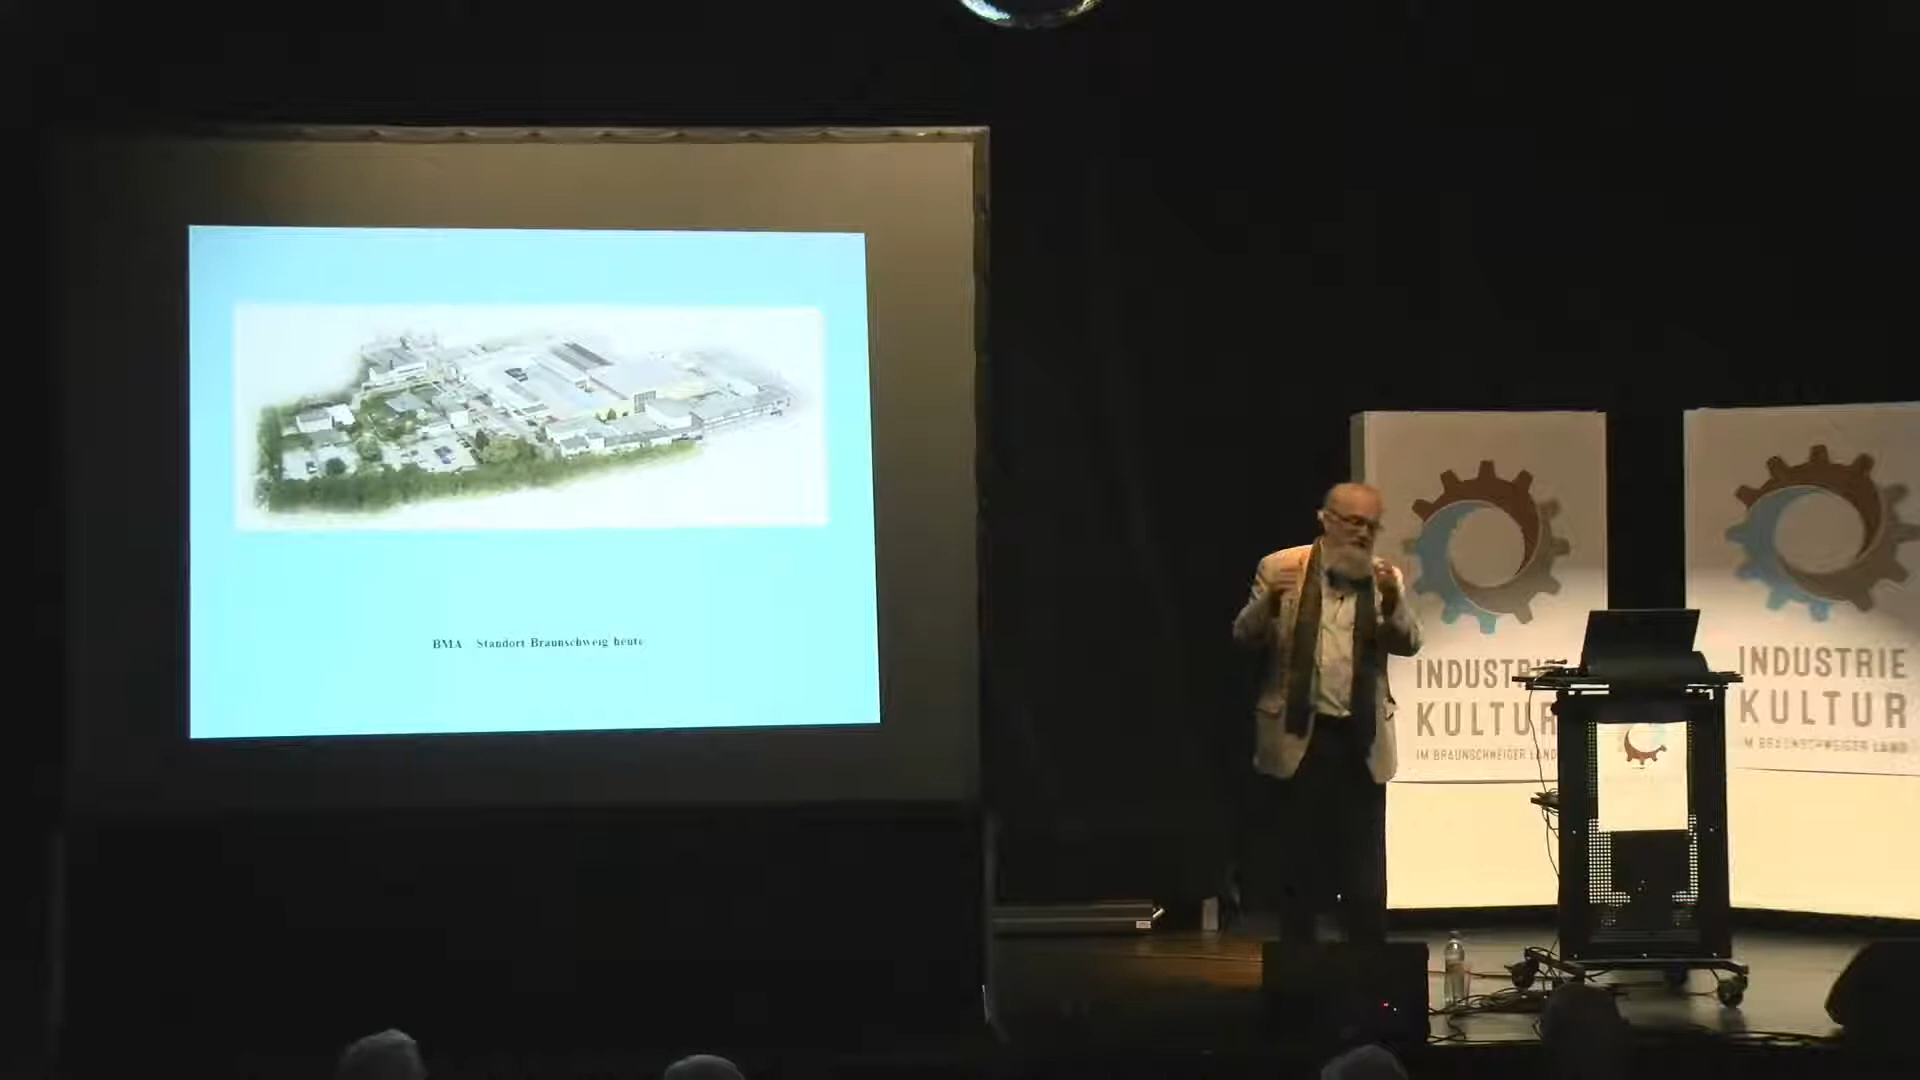 BMA Standort Braunschweig heute
INDUSTRIE
KULTUR
IM BRAUNSCHWEIGER LAND
INDUSTRIE
KULTUR
IM BRAUNSCHWEIGER LAND